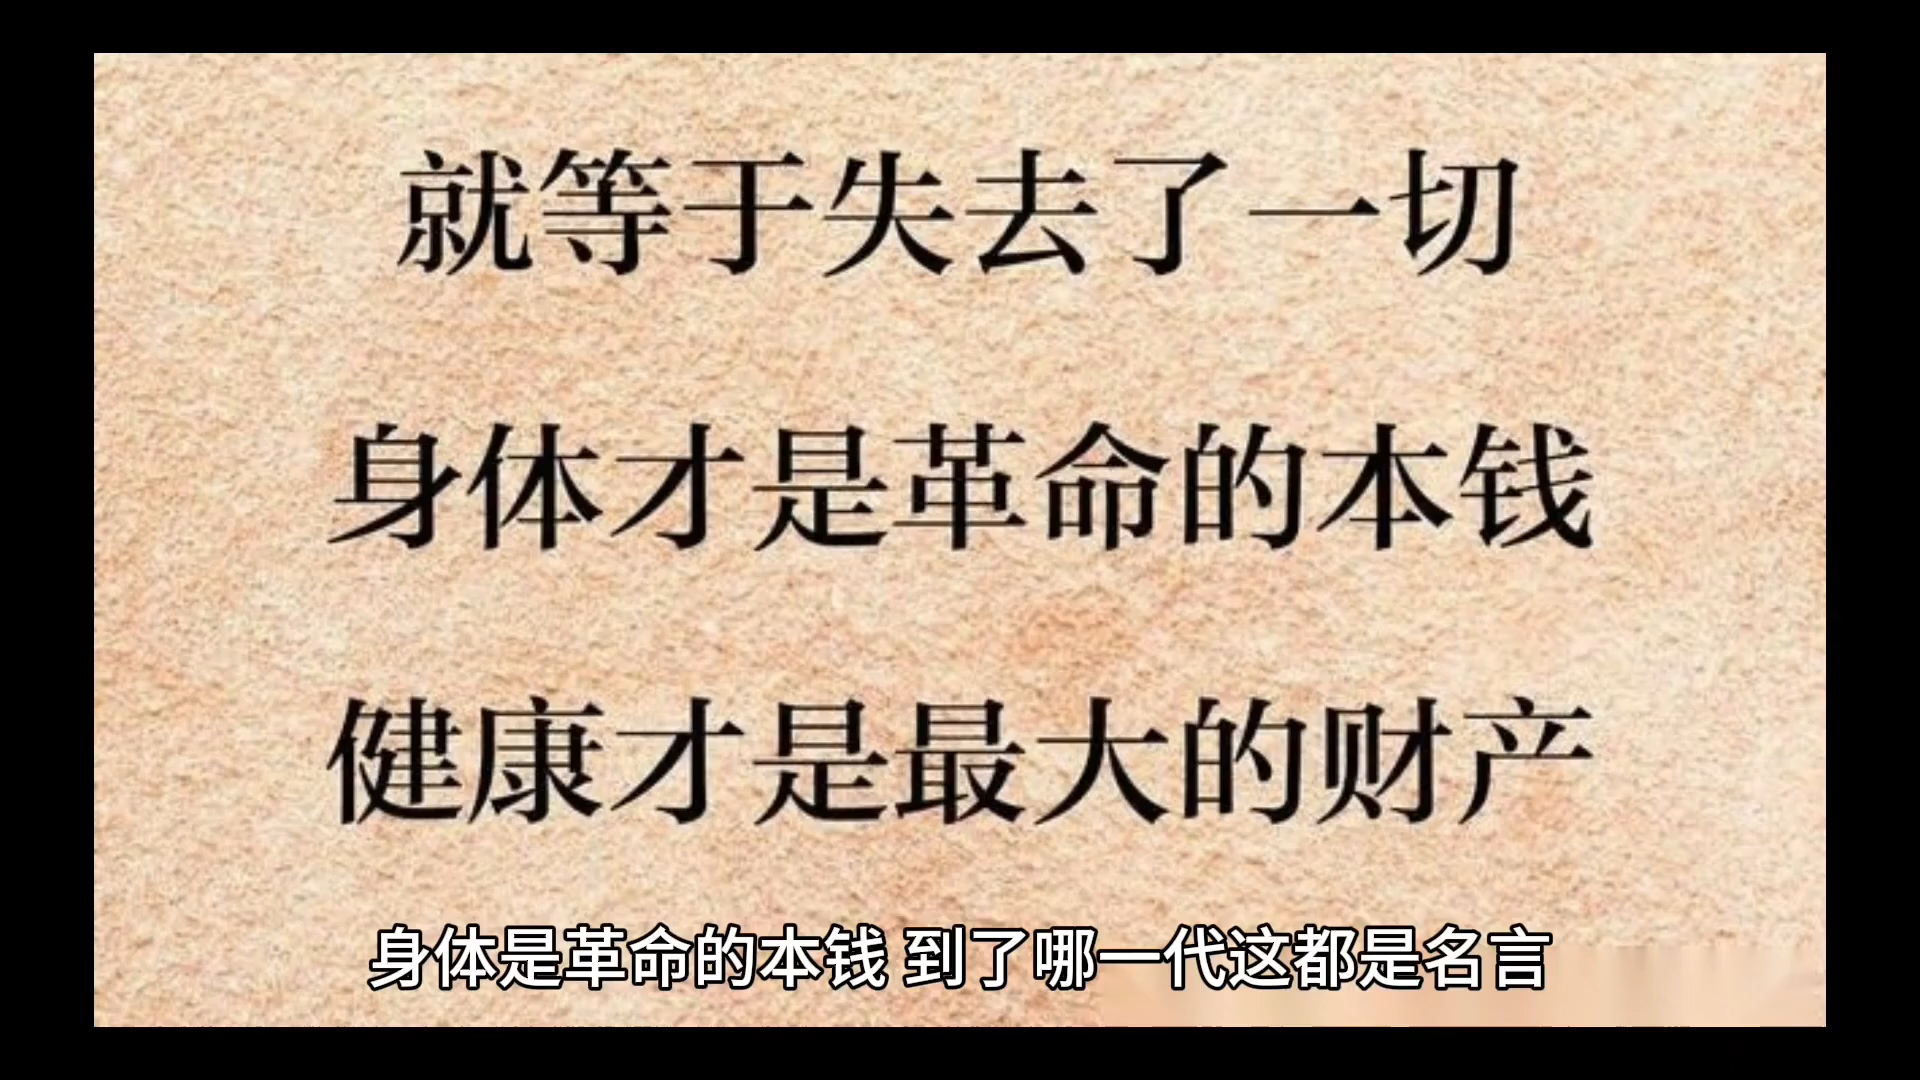 就等于失去了一切
身体才是革命的本钱
健康才是最大的财产
身体是革命的本钱 到了哪一代这都是名言